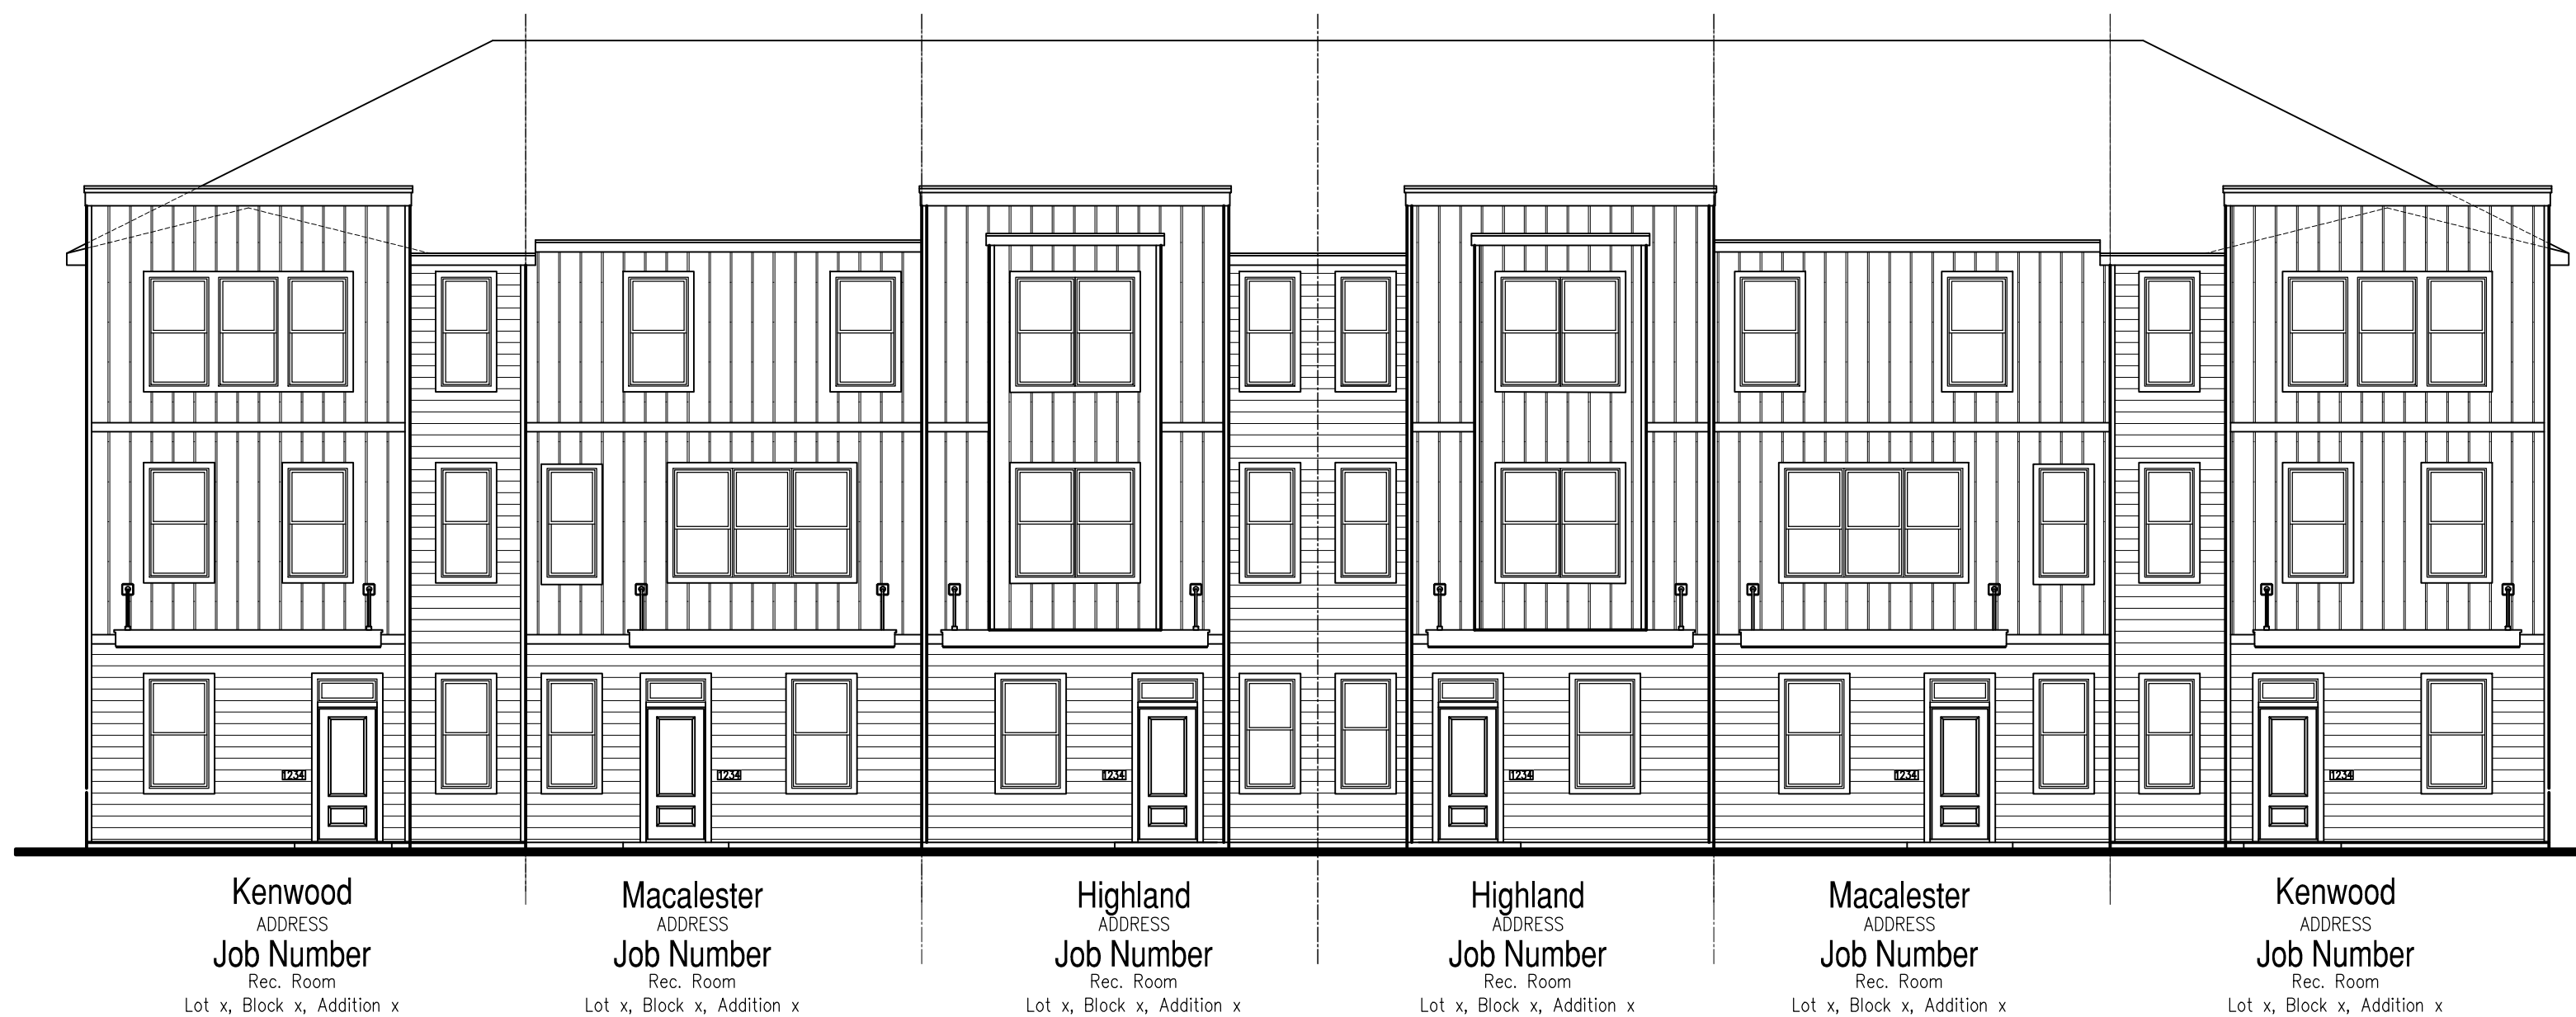 1234
1234
1234
1234
1234
1234
Kenwood
ADDRESS
Job Number
Rec. Room
Lot x, Block x, Addition x
Macalester
ADDRESS
Job Number
Rec. Room
Lot x, Block x, Addition x
Highland
ADDRESS
Job Number
Rec. Room
Lot x, Block x, Addition x
Highland
ADDRESS
Job Number
Rec. Room
Lot x, Block x, Addition x
Macalester
ADDRESS
Job Number
Rec. Room
Lot x, Block x, Addition x
Kenwood
ADDRESS
Job Number
Rec. Room
Lot x, Block x, Addition x